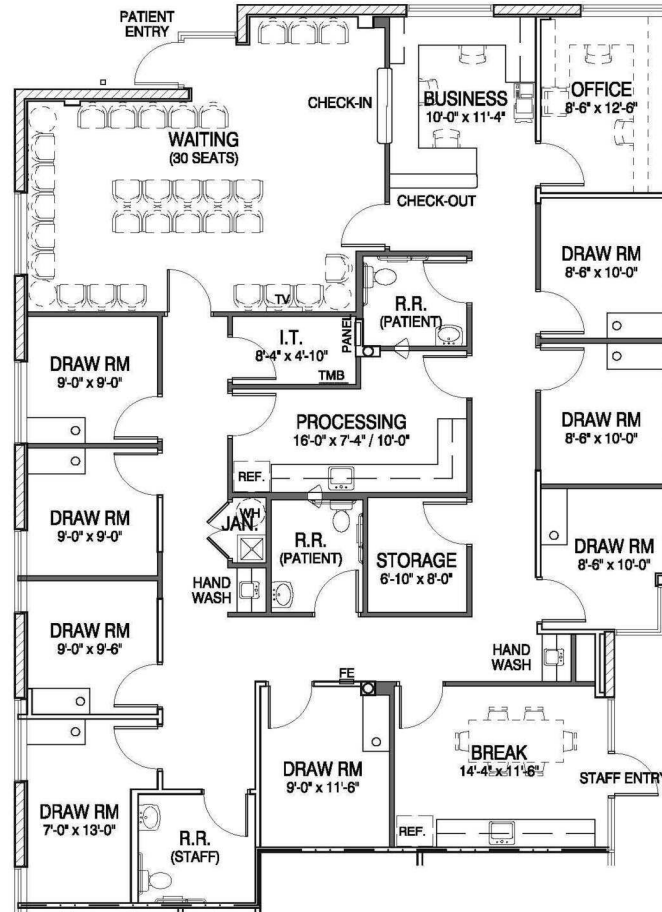 PATIENT
ENTRY
CHECK-IN
BUSINESS
10'-0" x 11'-4"
OFFICE
8'-6" x 12'-6"
WAITING
(30 SEATS)
CHECK-OUT
DRAW RM
8'-6" x 10'-0"
TV
R.R.
(PATIENT)
I.T.
8'-4" x 4'-10"
PANEL
TMB
DRAW RM
9'-0" x 9'-0"
DRAW RM
8'-6" x 10'-0"
PROCESSING
16'-0" x 7'-4" / 10'-0"
REF.
DRAW RM
9'-0" x 9'-0"
WH
JAN.
R.R.
(PATIENT)
STORAGE
6'-10" x 8'-0"
DRAW RM
8'-6" x 10'-0"
HAND
WASH
DRAW RM
9'-0" x 9'-6"
HAND
WASH
FE
DRAW RM
9'-0" x 11'-6"
BREAK
14'-4" x 11'-6"
STAFF ENTRY
DRAW RM
7'-0" x 13'-0"
R.R.
(STAFF)
REF.